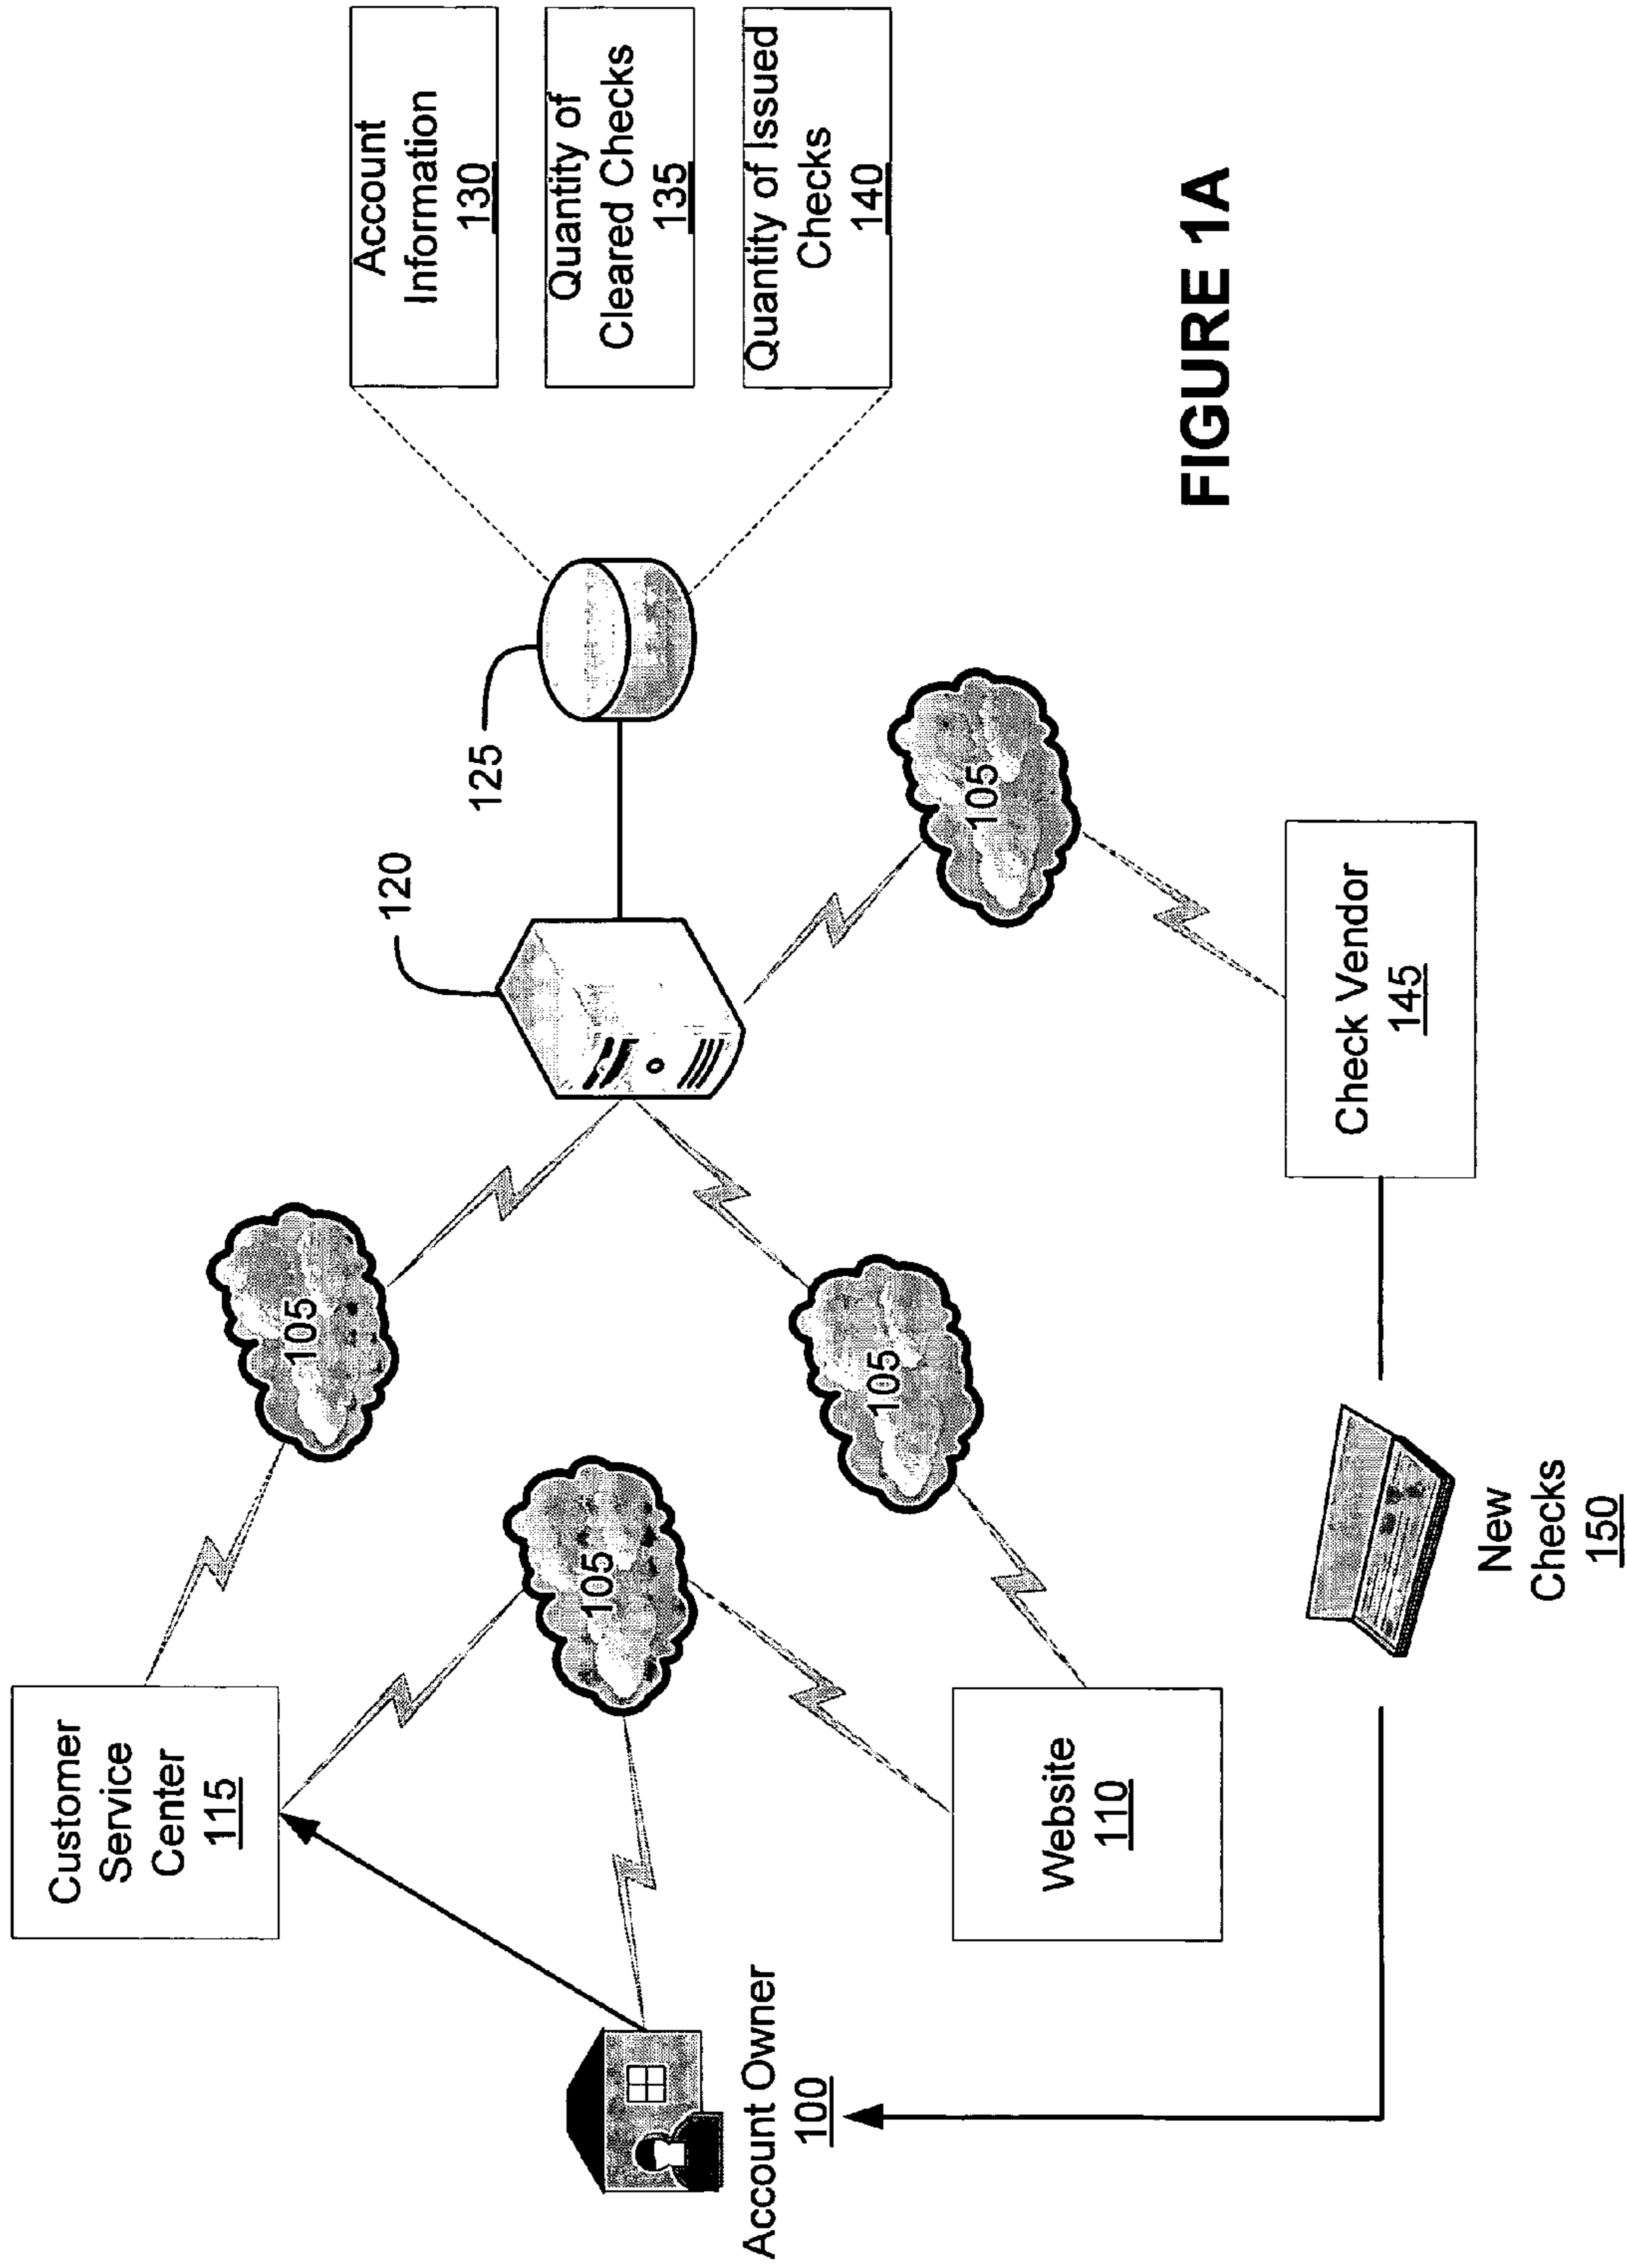 Customer
Service
Center
115
105
120
125
Account
Information
130
Quantity of
Cleared Checks
135
Quantity of Issued
Checks
140
105
105
105
Account Owner
100
Website
110
Check Vendor
145
New
Checks
150
FIGURE 1A